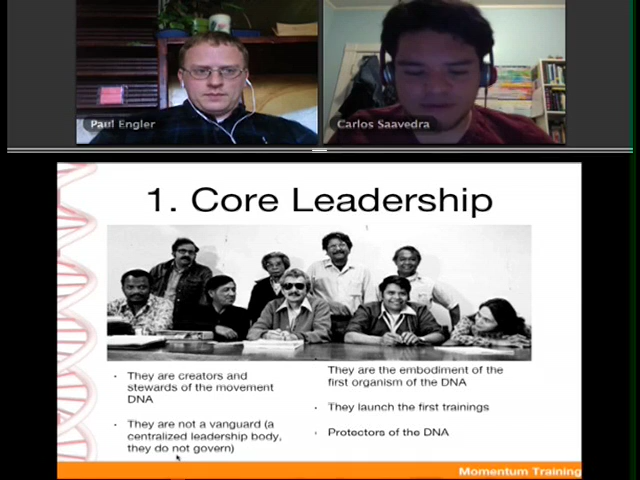 Paul Engler
Carlos Saavedra
1. Core Leadership
They are creators and
stewards of the movement
DNA
They are not a vanguard (a
centralized leadership body,
they do not govern)
They are the embodiment of the
first organism of the DNA
They launch the first trainings
Protectors of the DNA
Momentum Training